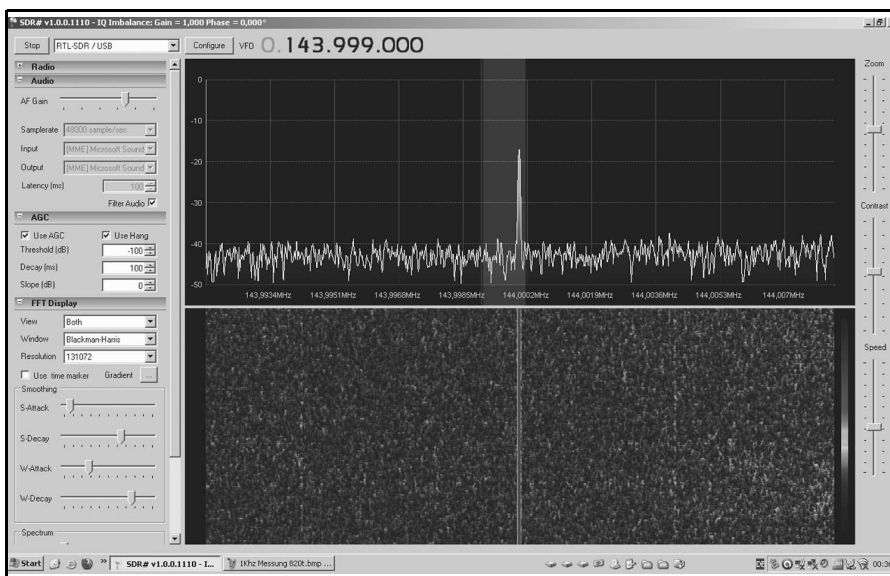 SDR# v1.0.0.1110 - IQ Imbalance: Gain = 1,000 Phase = 0,000°
Stop RTL-SDR / USB Configure VFO 0.143.999.000
Radio
Audio
AF Gain
Samplerate 48000 sample/sec
Input [MME] Microsoft Sound
Output [MME] Microsoft Sound
Latency (ms) 100
Filter Audio
AGC
Use AGC Use Hang
Threshold (dB) -100
Decay (ms) 100
Slope (dB) 0
FFT Display
View Both
Window Blackman-Harris
Resolution 131072
Use time marker Gradient ...
Smoothing
S-Attack
S-Decay
W-Attack
W-Decay
Spectrum
0
-10
-20
-30
-40
-50
143,9934MHz 143,9951MHz 143,9968MHz 143,9985MHz 144,0002MHz 144,0019MHz 144,0036MHz 144,0053MHz 144,007MHz
Zoom
Contrast
Speed
Start » SDR# v1.0.0.1110 - I... 1Khz Messung 820t.bmp ... DE